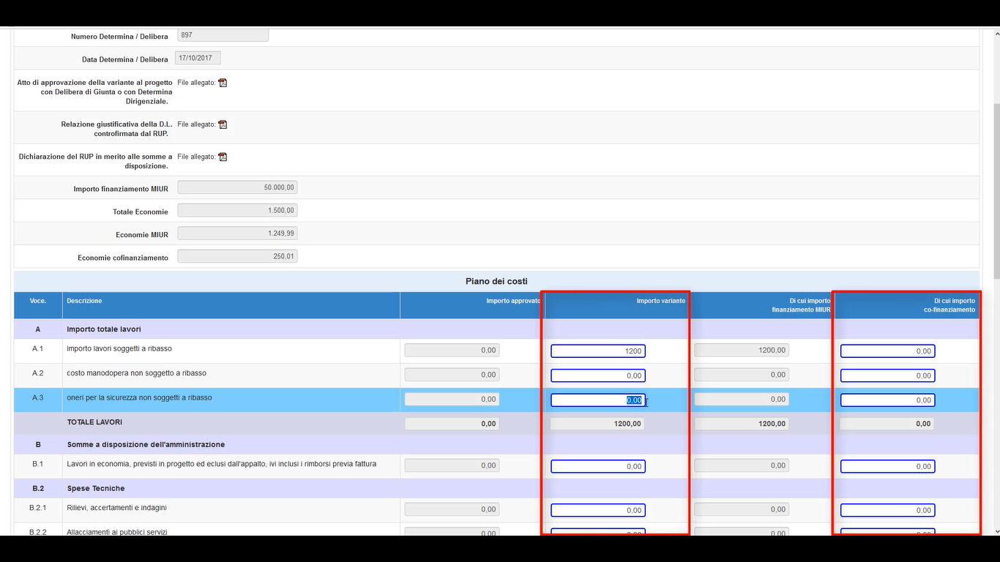 Numero Determina / Delibera 897
Data Determina / Delibera 17/10/2017
Atto di approvazione della variante al progetto File allegato:
con Delibera di Giunta o con Determina
Dirigenziale.
Relazione giustificativa della D.L. File allegato:
controfirmata dal RUP.
Dichiarazione del RUP in merito alle somme a File allegato:
disposizione.
Importo finanziamento MIUR 50.000,00
Totale Economie 1.500,00
Economie MIUR 1.249,99
Economie cofinanziamento 250,01
Piano dei costi
Voce. Descrizione Importo approvato Importo variante Di cui importo Di cui importo
finanziamento MIUR co-finanziamento
A Importo totale lavori
A.1 Importo lavori soggetti a ribasso 0,00 1200 1200,00 0,00
A.2 costo manodopera non soggetto a ribasso 0,00 0,00 0,00 0,00
A.3 oneri per la sicurezza non soggetti a ribasso 0,00 0,00 0,00 0,00
TOTALE LAVORI 0,00 1200,00 1200,00 0,00
B Somme a disposizione dell'amministrazione
B.1 Lavori in economia, previsti in progetto ed eclusi dall'appalto, ivi inclusi i rimborsi previa fattura 0,00 0,00 0,00 0,00
B.2 Spese Tecniche
B.2.1 Rilievi, accertamenti e indagini 0,00 0,00 0,00 0,00
B.2.2 Allacciamenti ai pubblici servizi 0,00 0,00 0,00 0,00